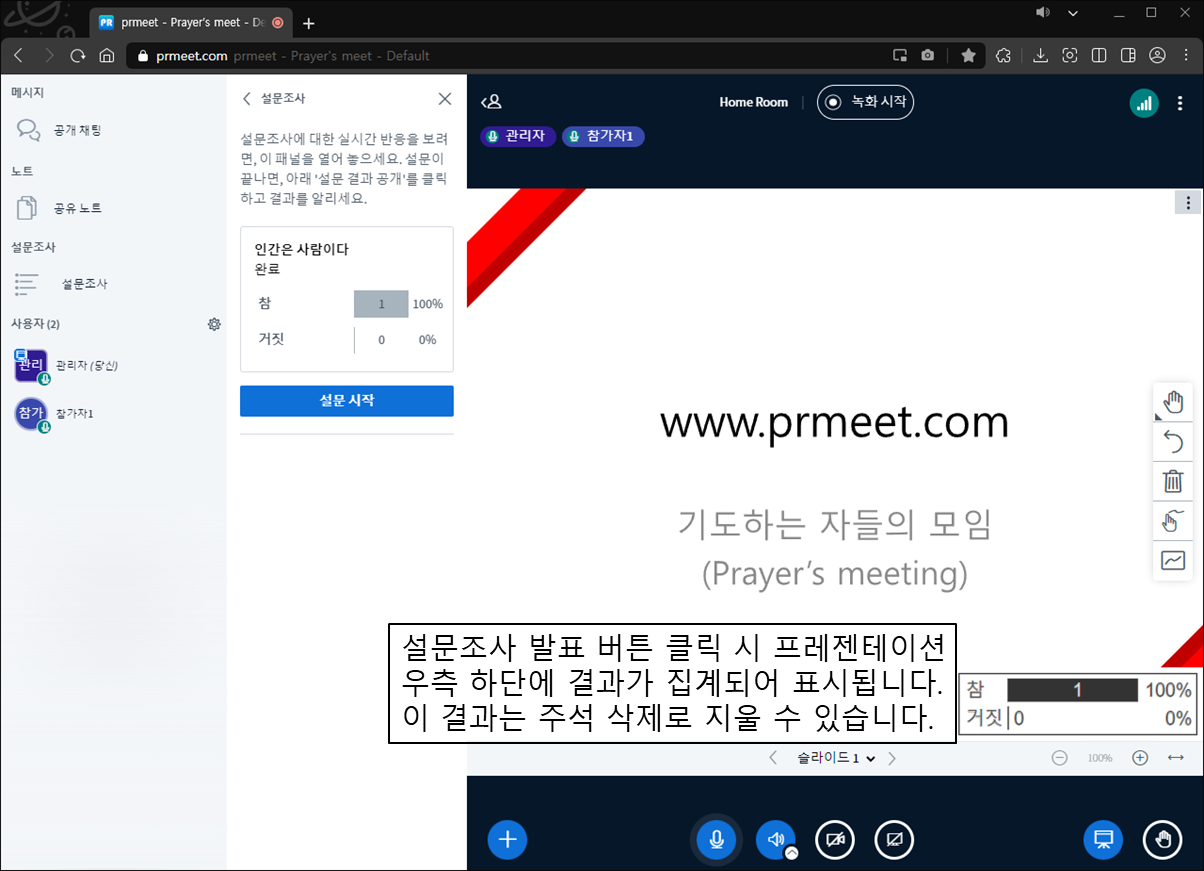 PR prmeet - Prayer's meet - De
prmeet.com prmeet - Prayer's meet - Default
메시지
공개 채팅
노트
공유 노트
설문조사
설문조사
사용자 (2)
관리
관리자 (당신)
참가
참가자1
설문조사
설문조사에 대한 실시간 반응을 보려
면, 이 패널을 열어 놓으세요. 설문이
끝나면, 아래 '설문 결과 공개'를 클릭
하고 결과를 알리세요.
인간은 사람이다
완료
참 1 100%
거짓 0 0%
설문 시작
Home Room
녹화 시작
관리자 참가자1
www.prmeet.com
기도하는 자들의 모임
(Prayer's meeting)
설문조사 발표 버튼 클릭 시 프레젠테이션
우측 하단에 결과가 집계되어 표시됩니다.
이 결과는 주석 삭제로 지울 수 있습니다.
참 1 100%
거짓 0 0%
슬라이드 1
100%